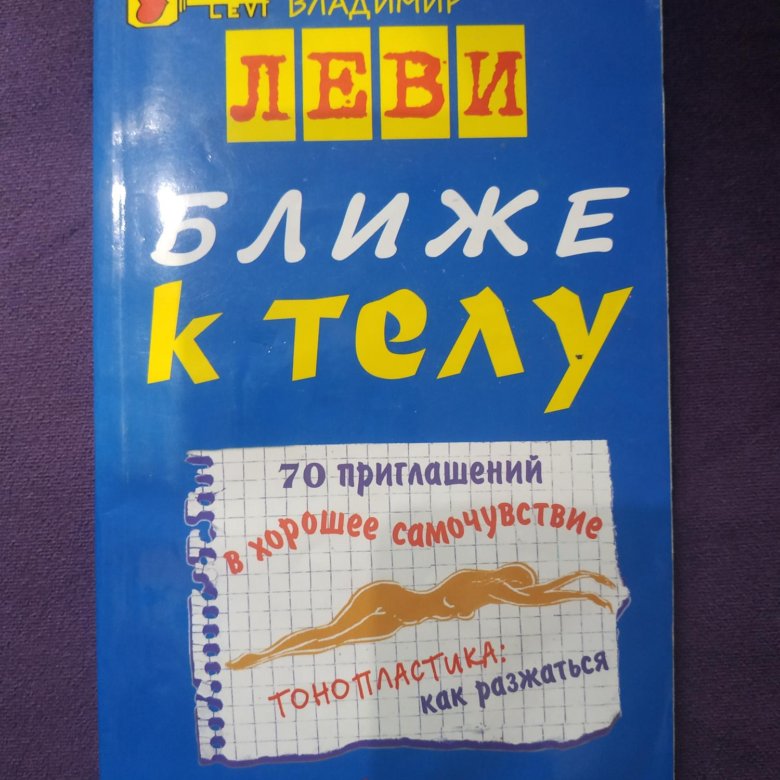 LEVI ВЛАДИМИР
ЛЕВИ
БЛИЖЕ
К ТЕЛУ
70 приглашений
в хорошее самочувствие
ТОНОПЛАСТИКА:
как разжаться